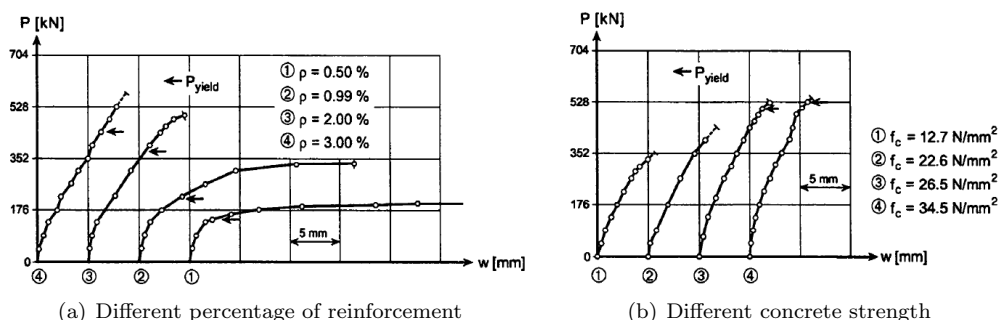 P [kN]
704
528
352
176
0
P_yield
① ρ = 0.50 %
② ρ = 0.99 %
③ ρ = 2.00 %
④ ρ = 3.00 %
5 mm
w [mm]
④ ③ ② ①
(a) Different percentage of reinforcement
P [kN]
704
528
352
176
0
P_yield
① f_c = 12.7 N/mm²
② f_c = 22.6 N/mm²
③ f_c = 26.5 N/mm²
④ f_c = 34.5 N/mm²
5 mm
w [mm]
① ② ③ ④
(b) Different concrete strength